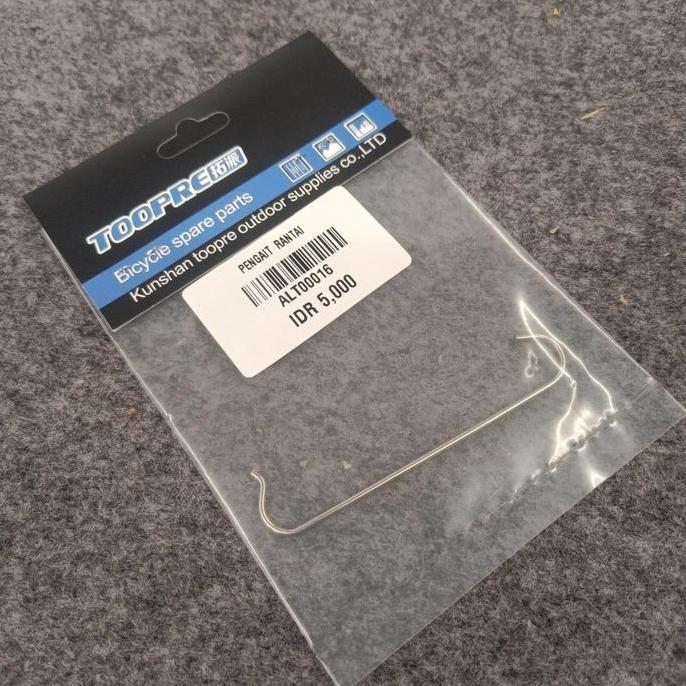 TOOPRE拓派
Bicycle spare parts
Kunshan toopre outdoor supplies co.,LTD
PENGAIT RANTAI
ALT00016
IDR 5,000